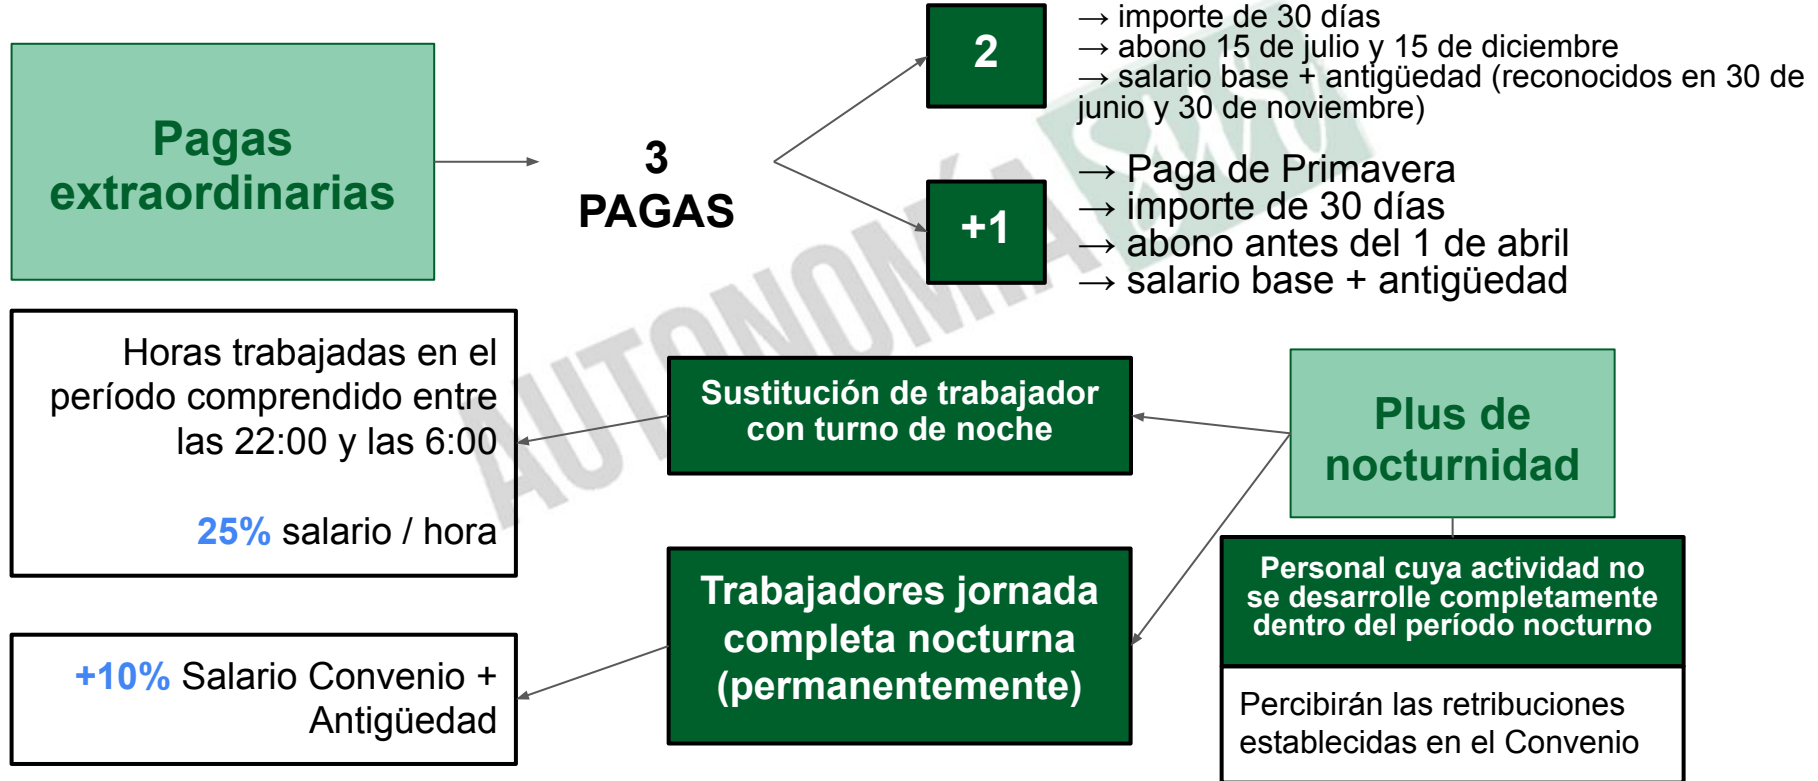 Pagas
extraordinarias
3
PAGAS
2
→ importe de 30 días
→ abono 15 de julio y 15 de diciembre
→ salario base + antigüedad (reconocidos en 30 de
junio y 30 de noviembre)
+1
→ Paga de Primavera
→ importe de 30 días
→ abono antes del 1 de abril
→ salario base + antigüedad
Horas trabajadas en el
período comprendido entre
las 22:00 y las 6:00
25% salario / hora
Sustitución de trabajador
con turno de noche
Plus de
nocturnidad
Trabajadores jornada
completa nocturna
(permanentemente)
+10% Salario Convenio +
Antigüedad
Personal cuya actividad no
se desarrolle completamente
dentro del período nocturno
Percibirán las retribuciones
establecidas en el Convenio
AUTONOMÍA